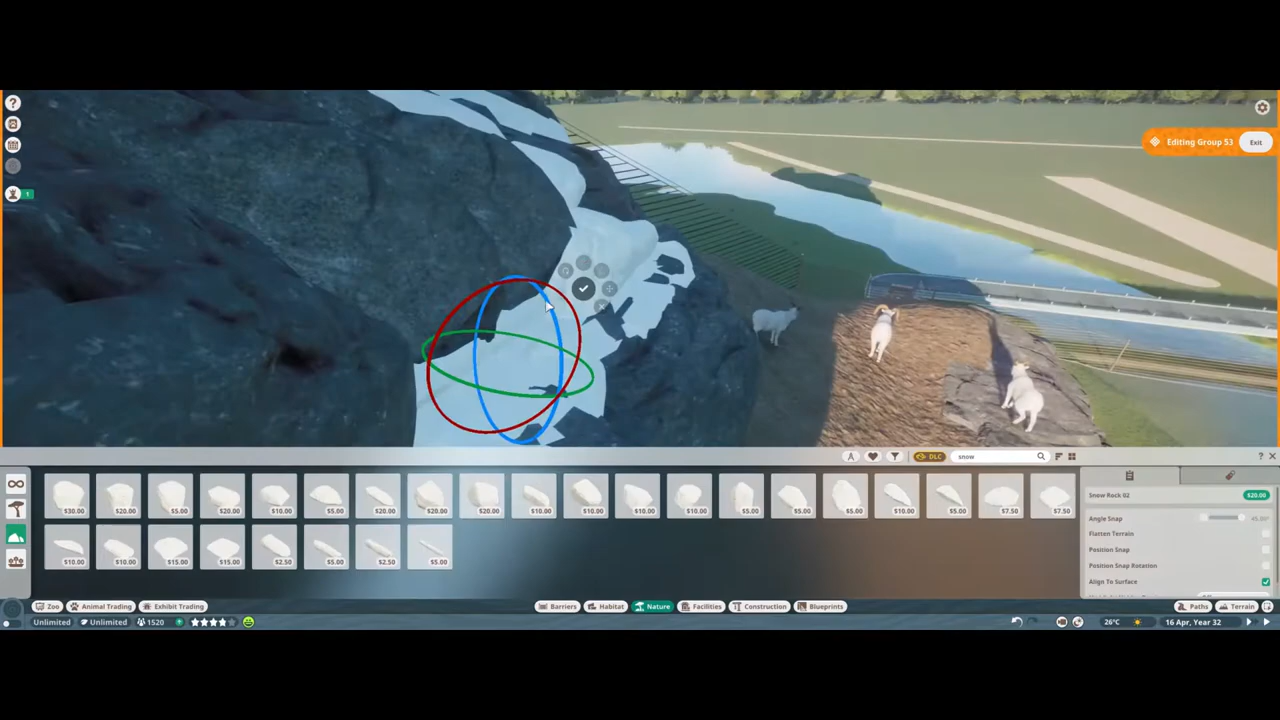 ?
1
Editing Group 53 Exit
A DLC snow ? X
$30.00 $20.00 $5.00 $20.00 $10.00 $5.00 $20.00 $20.00 $20.00 $10.00 $10.00 $10.00 $10.00 $5.00 $5.00 $5.00 $10.00 $5.00 $7.50 $7.50
$10.00 $10.00 $15.00 $15.00 $2.50 $5.00 $2.50 $5.00
Snow Rock 02 $20.00
Angle Snap 45.00°
Flatten Terrain
Position Snap
Position Snap Rotation
Align To Surface
Zoo Animal Trading Exhibit Trading Barriers Habitat Nature Facilities Construction Blueprints Paths Terrain
Unlimited Unlimited 1520 26°C 16 Apr, Year 32